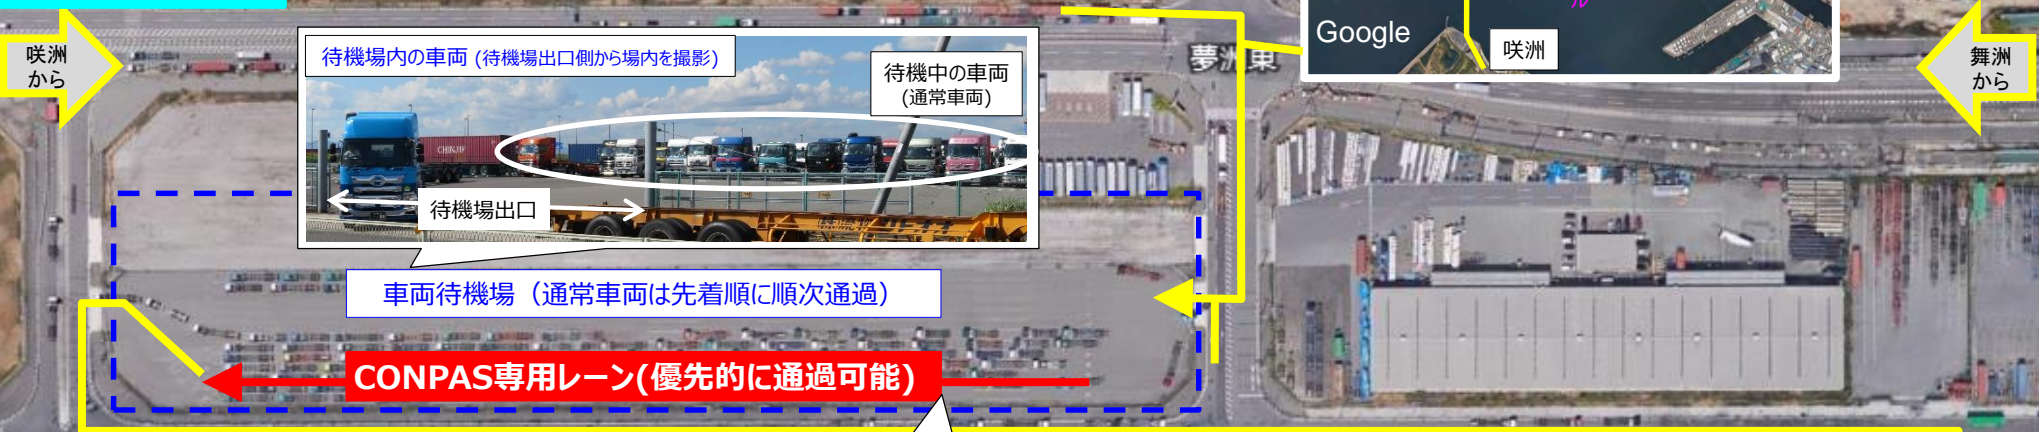 咲洲
から
待機場内の車両 (待機場出口側から場内を撮影)
待機中の車両
(通常車両)
CHINJIF
待機場出口
車両待機場（通常車両は先着順に順次通過）
CONPAS専用レーン(優先的に通過可能)
夢洲東
Google
咲洲
ル
舞洲
から